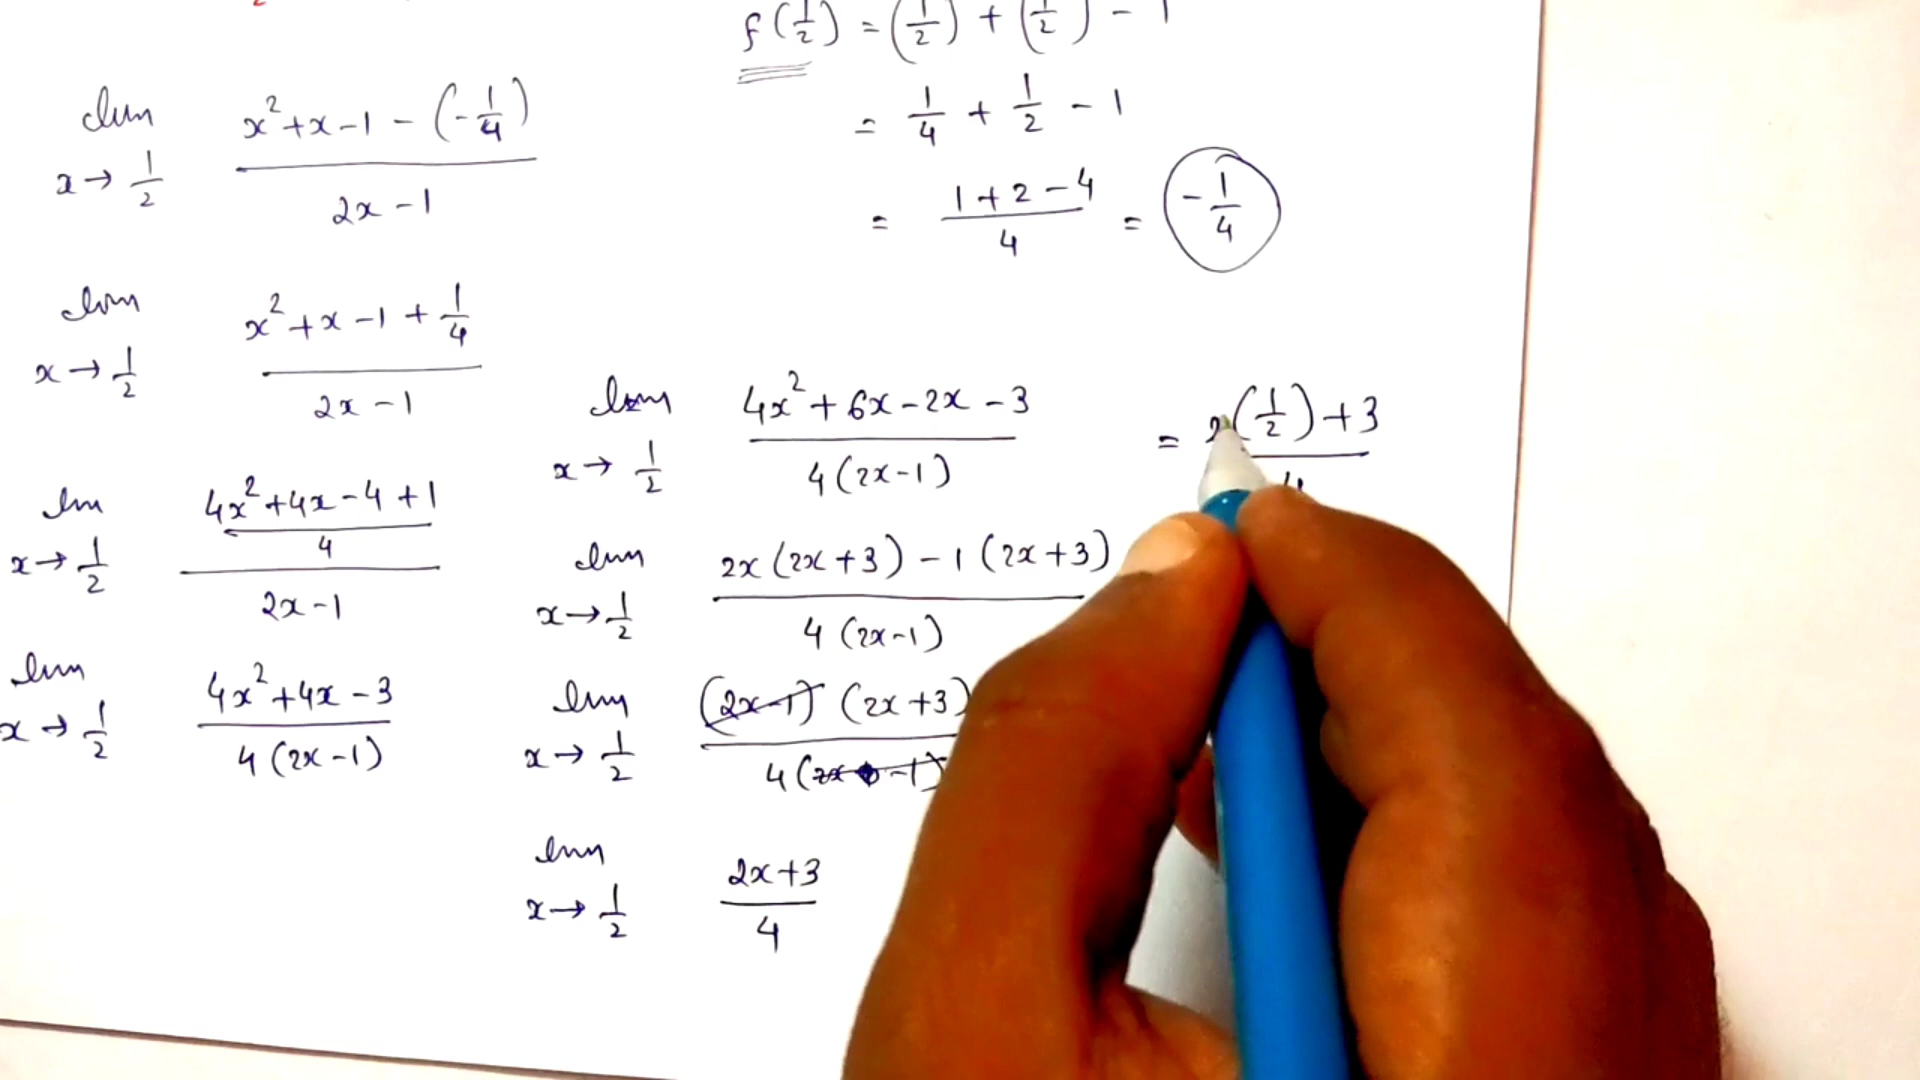 f(1/2) = (1/2) + (1/2) - 1
= 1/4 + 1/2 - 1
= (1+2-4)/4 = -1/4
lim x→1/2 (x²+x-1-(-1/4))/(2x-1)
lim x→1/2 (x²+x-1+1/4)/(2x-1)
lim x→1/2 ((4x²+4x-4+1)/4)/(2x-1)
lim x→1/2 (4x²+4x-3)/(4(2x-1))
lim x→1/2 (4x²+6x-2x-3)/(4(2x-1))
lim x→1/2 (2x(2x+3)-1(2x+3))/(4(2x-1))
lim x→1/2 ((2x-1)(2x+3))/(4(2x-1))
lim x→1/2 (2x+3)/4
= (2(1/2)+3)/4